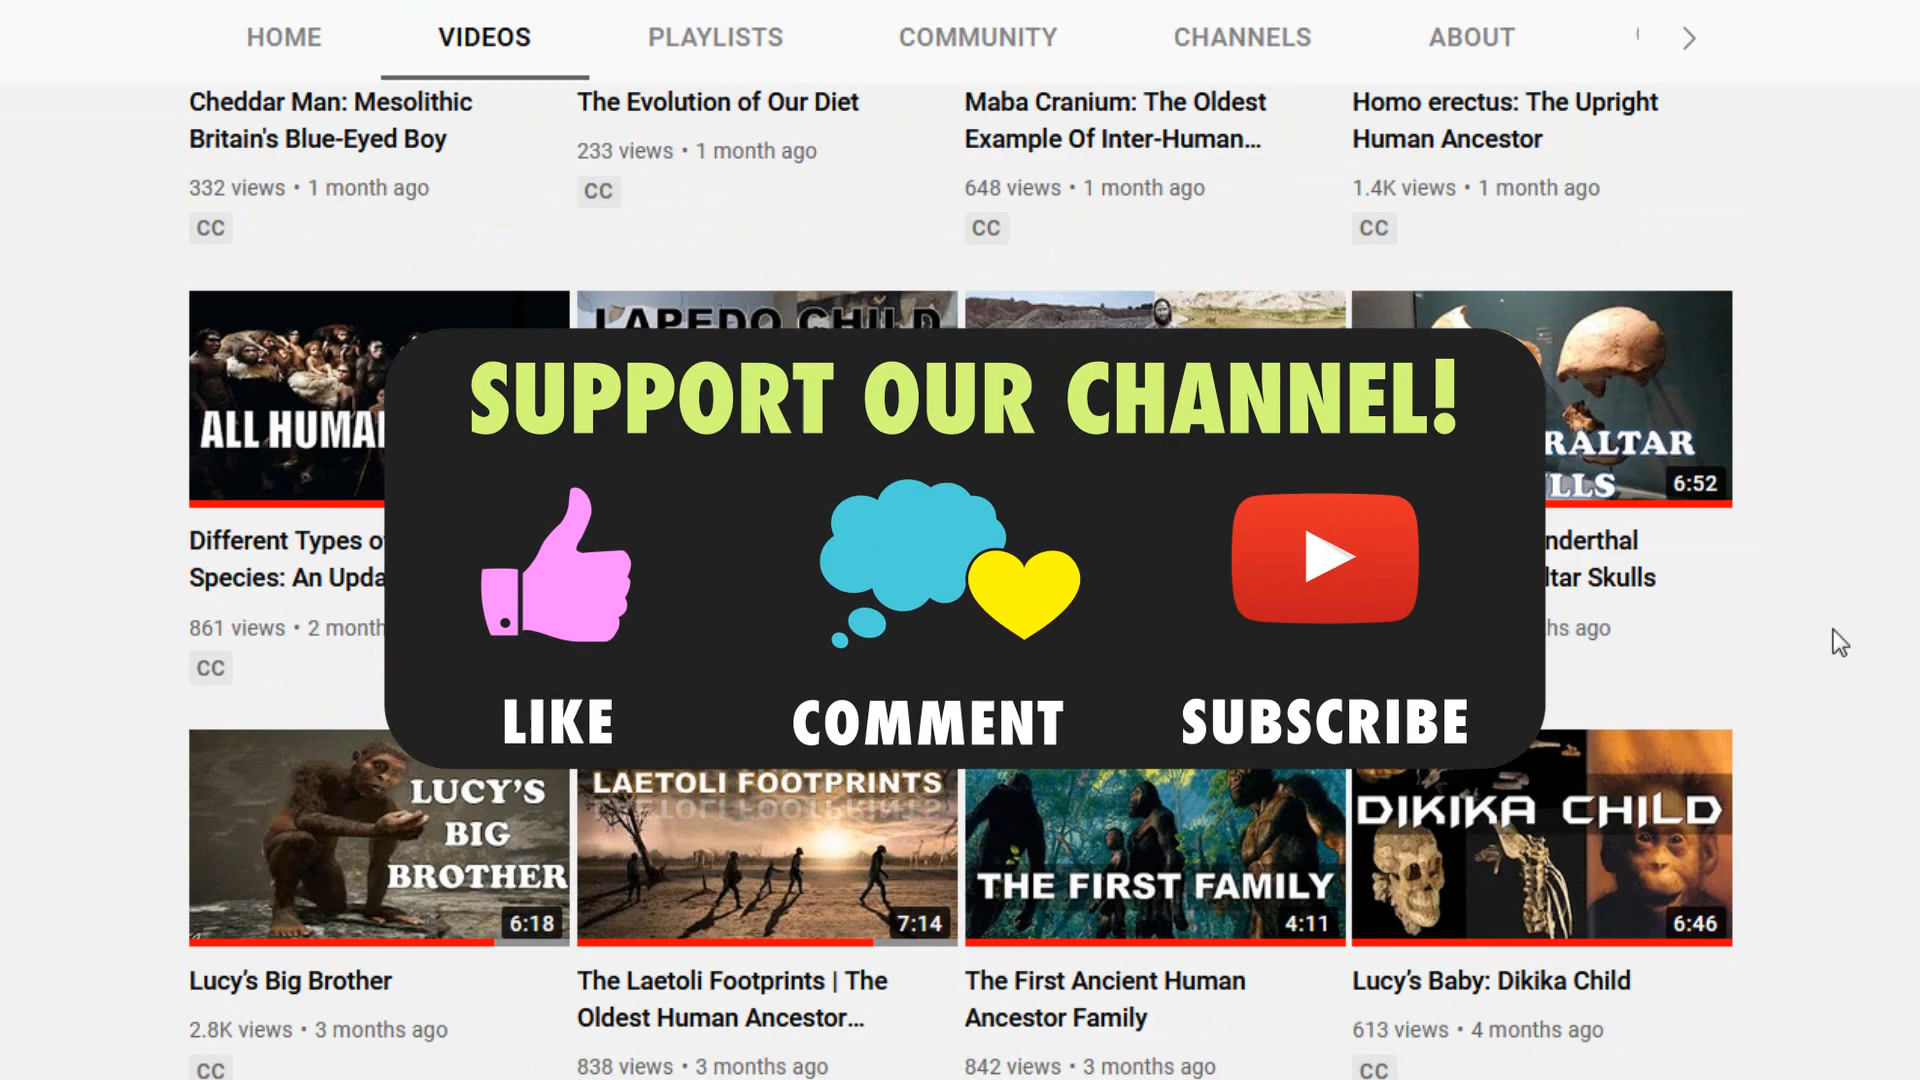 HOME VIDEOS PLAYLISTS COMMUNITY CHANNELS ABOUT
Cheddar Man: Mesolithic
Britain's Blue-Eyed Boy
332 views • 1 month ago
CC
The Evolution of Our Diet
233 views • 1 month ago
CC
Maba Cranium: The Oldest
Example Of Inter-Human...
648 views • 1 month ago
CC
Homo erectus: The Upright
Human Ancestor
1.4K views • 1 month ago
CC
ALL HUMA
LAPEDO CHILD
RALTAR
LLS
6:52
Different Types o
Species: An Upda
861 views • 2 month
CC
nderthal
ltar Skulls
hs ago
SUPPORT OUR CHANNEL!
LIKE
COMMENT
SUBSCRIBE
LUCY'S
BIG
BROTHER
6:18
LAETOLI FOOTPRINTS
7:14
THE FIRST FAMILY
4:11
DIKIKA CHILD
6:46
Lucy’s Big Brother
2.8K views • 3 months ago
CC
The Laetoli Footprints | The
Oldest Human Ancestor...
838 views • 3 months ago
The First Ancient Human
Ancestor Family
842 views • 3 months ago
Lucy’s Baby: Dikika Child
613 views • 4 months ago
CC